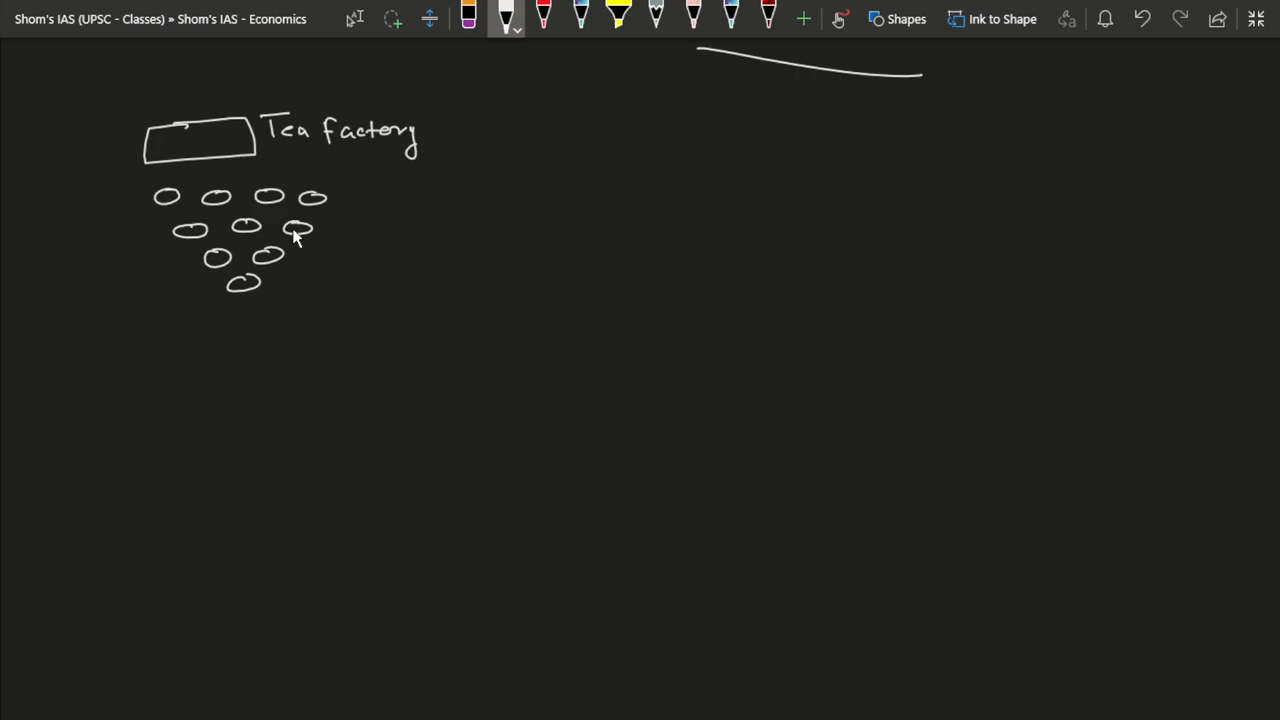 Shom's IAS (UPSC - Classes) » Shom's IAS - Economics
Shapes
Ink to Shape
Tea factory